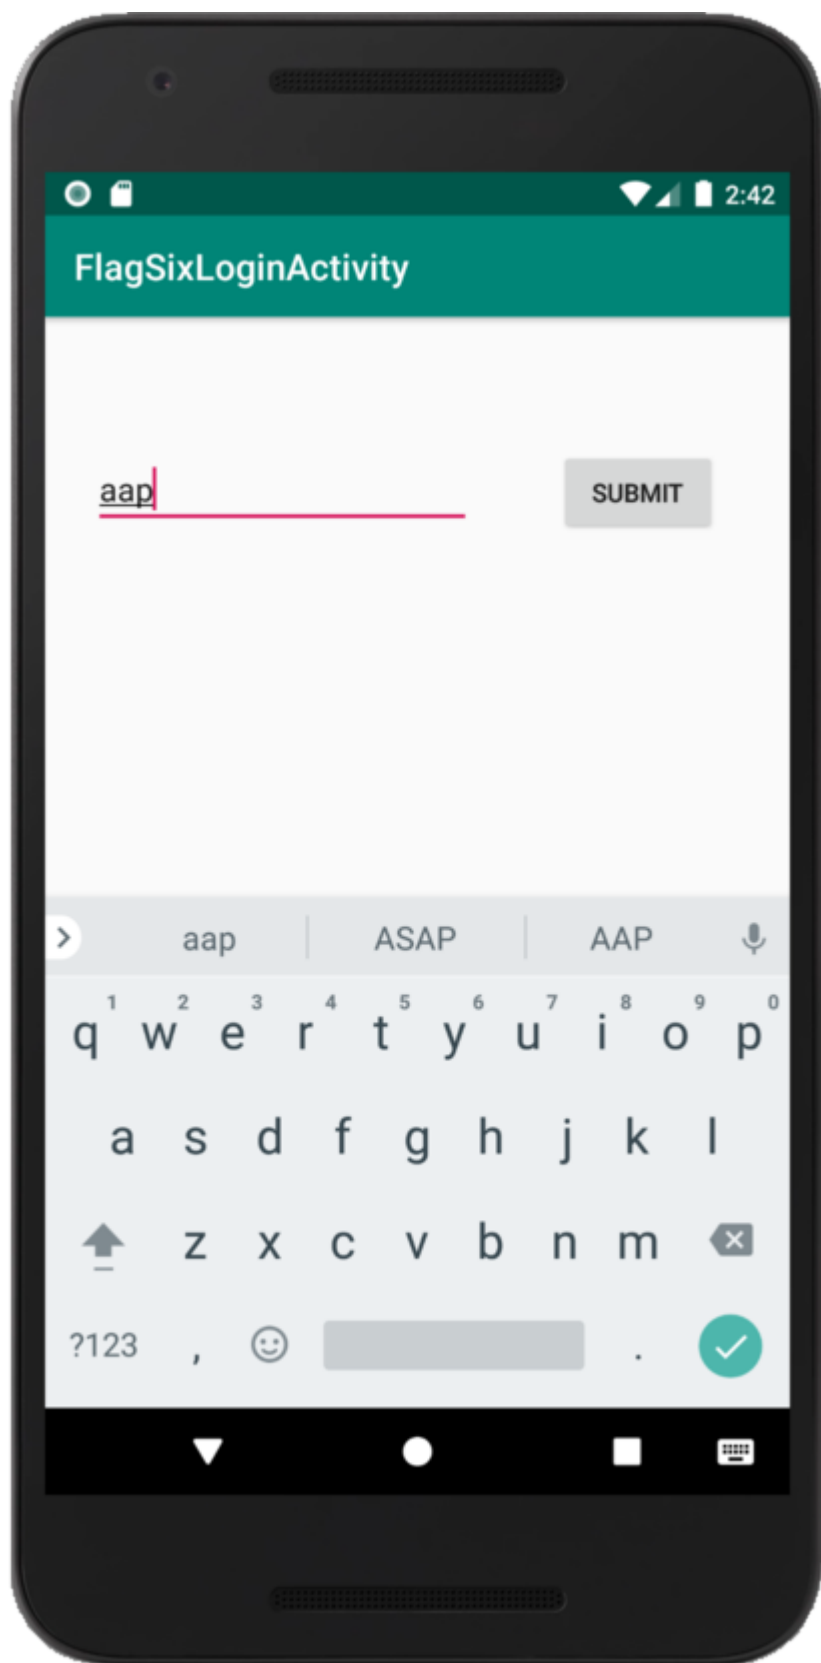 2:42
FlagSixLoginActivity
aap SUBMIT
aap ASAP AAP
1 2 3 4 5 6 7 8 9 0
q w e r t y u i o p
a s d f g h j k l
z x c v b n m
?123 , .